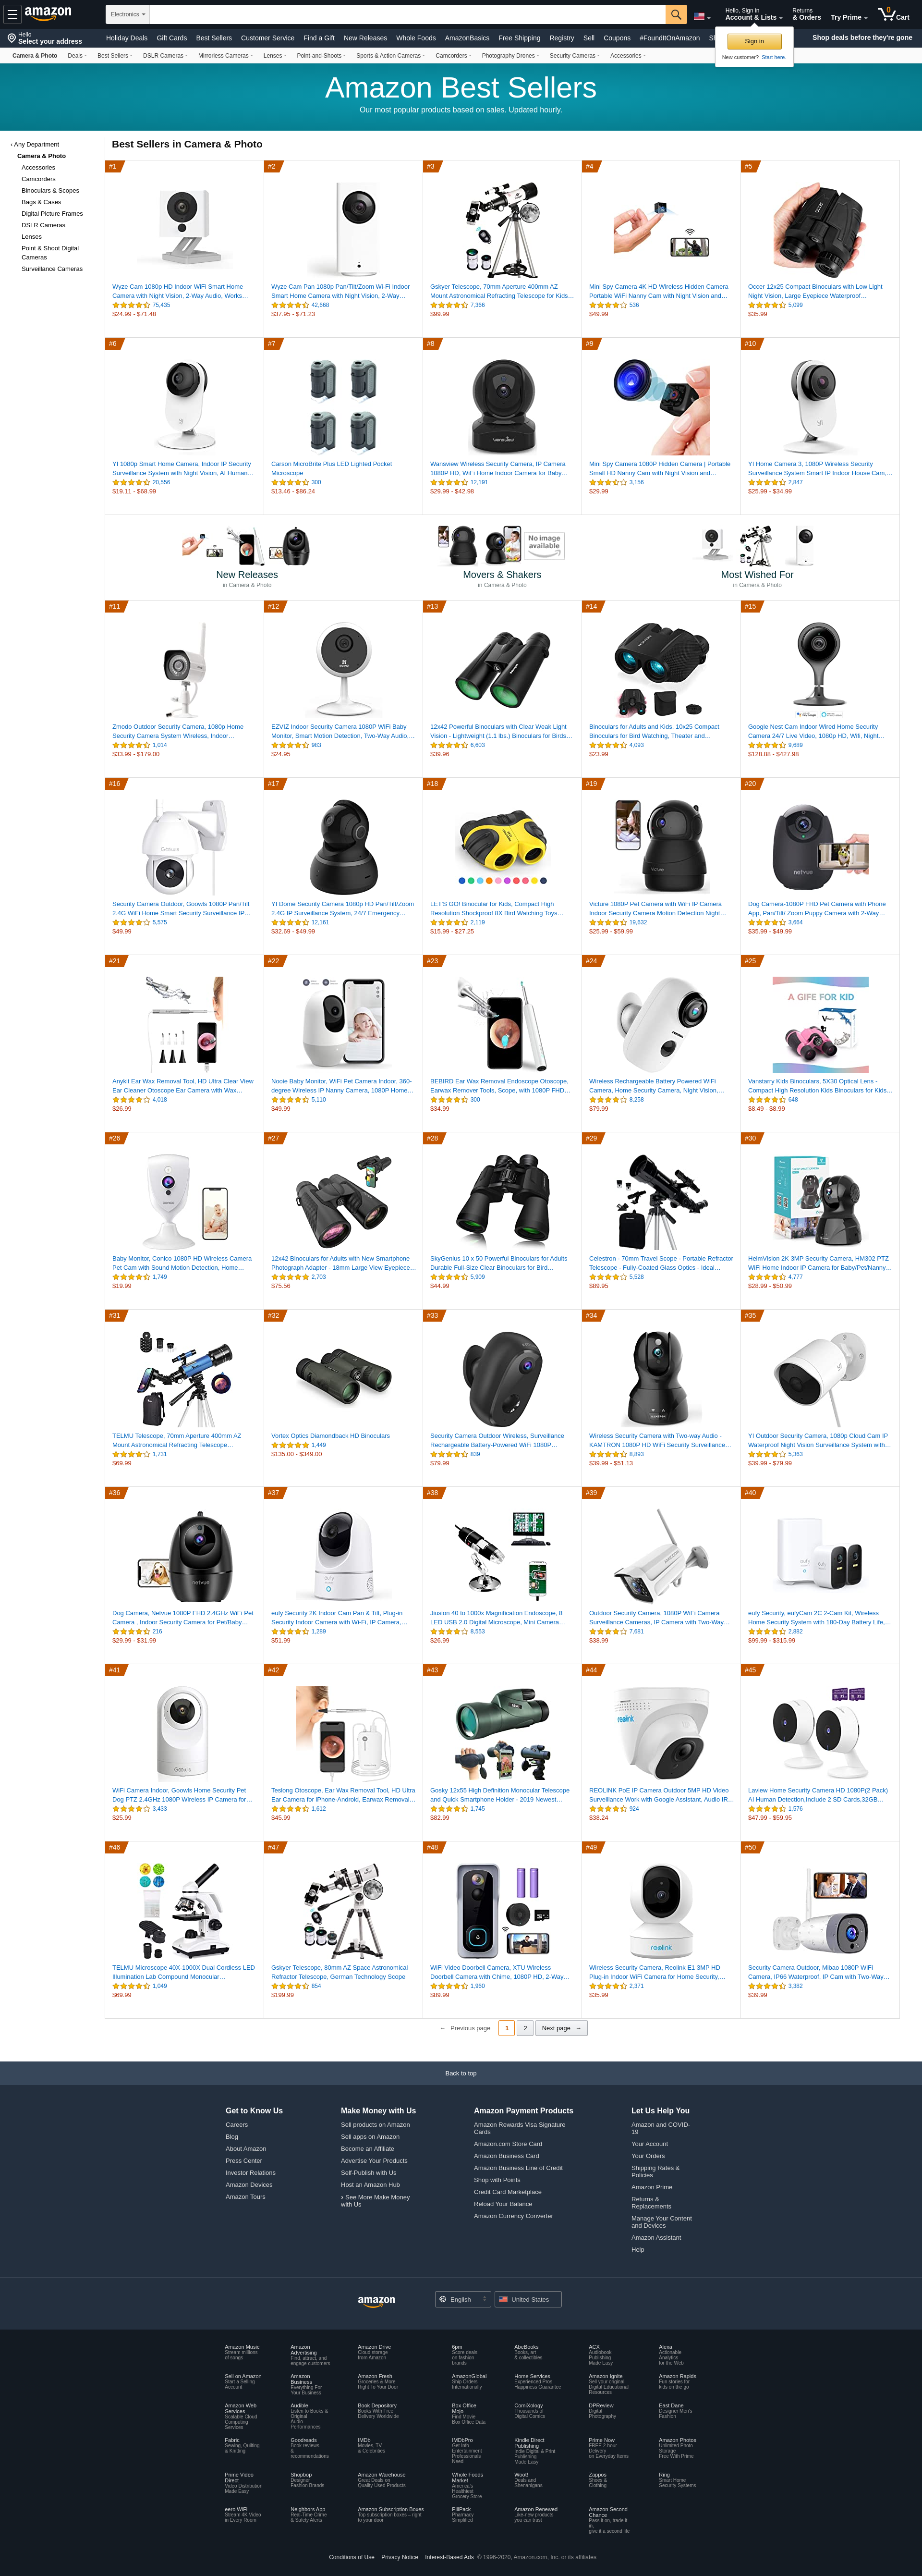 amazon
Electronics
Hello, Sign in
Account & Lists
Returns
& Orders
Try Prime
0
Cart
Hello
Select your address
Holiday Deals Gift Cards Best Sellers Customer Service Find a Gift New Releases Whole Foods AmazonBasics Free Shipping Registry Sell Coupons #FoundItOnAmazon
Shop deals before they're gone
Sign in
New customer? Start here.
Camera & Photo Deals Best Sellers DSLR Cameras Mirrorless Cameras Lenses Point-and-Shoots Sports & Action Cameras Camcorders Photography Drones Security Cameras Accessories
Amazon Best Sellers
Our most popular products based on sales. Updated hourly.
‹ Any Department
Camera & Photo
Accessories
Camcorders
Binoculars & Scopes
Bags & Cases
Digital Picture Frames
DSLR Cameras
Lenses
Point & Shoot Digital
Cameras
Surveillance Cameras
Best Sellers in Camera & Photo
#1
Wyze Cam 1080p HD Indoor WiFi Smart Home
Camera with Night Vision, 2-Way Audio, Works…
75,435
$24.99 - $71.48
#2
Wyze Cam Pan 1080p Pan/Tilt/Zoom Wi-Fi Indoor
Smart Home Camera with Night Vision, 2-Way…
42,668
$37.95 - $71.23
#3
Gskyer Telescope, 70mm Aperture 400mm AZ
Mount Astronomical Refracting Telescope for Kids…
7,366
$99.99
#4
Mini Spy Camera 4K HD Wireless Hidden Camera
Portable WiFi Nanny Cam with Night Vision and…
536
$49.99
#5
Occer 12x25 Compact Binoculars with Low Light
Night Vision, Large Eyepiece Waterproof…
5,099
$35.99
#6
YI 1080p Smart Home Camera, Indoor IP Security
Surveillance System with Night Vision, AI Human…
20,556
$19.11 - $68.99
#7
Carson MicroBrite Plus LED Lighted Pocket
Microscope
300
$13.46 - $86.24
#8
Wansview Wireless Security Camera, IP Camera
1080P HD, WiFi Home Indoor Camera for Baby…
12,191
$29.99 - $42.98
#9
Mini Spy Camera 1080P Hidden Camera | Portable
Small HD Nanny Cam with Night Vision and…
3,156
$29.99
#10
YI Home Camera 3, 1080P Wireless Security
Surveillance System Smart IP Indoor House Cam,…
2,847
$25.99 - $34.99
New Releases
in Camera & Photo
No image
available
Movers & Shakers
in Camera & Photo
Most Wished For
in Camera & Photo
#11
Zmodo Outdoor Security Camera, 1080p Home
Security Camera System Wireless, Indoor…
1,014
$33.99 - $179.00
#12
EZVIZ Indoor Security Camera 1080P WiFi Baby
Monitor, Smart Motion Detection, Two-Way Audio,…
983
$24.95
#13
12x42 Powerful Binoculars with Clear Weak Light
Vision - Lightweight (1.1 lbs.) Binoculars for Birds…
6,603
$39.96
#14
Binoculars for Adults and Kids, 10x25 Compact
Binoculars for Bird Watching, Theater and…
4,093
$23.99
#15
Google Nest Cam Indoor Wired Home Security
Camera 24/7 Live Video, 1080p HD, Wifi, Night…
9,689
$128.88 - $427.98
#16
Security Camera Outdoor, Goowls 1080P Pan/Tilt
2.4G WiFi Home Smart Security Surveillance IP…
5,575
$49.99
#17
YI Dome Security Camera 1080p HD Pan/Tilt/Zoom
2.4G IP Surveillance System, 24/7 Emergency…
12,161
$32.69 - $49.99
#18
LET'S GO! Binocular for Kids, Compact High
Resolution Shockproof 8X Bird Watching Toys…
2,119
$15.99 - $27.25
#19
Victure 1080P Pet Camera with WiFi IP Camera
Indoor Security Camera Motion Detection Night…
19,632
$25.99 - $59.99
#20
netvue
Dog Camera-1080P FHD Pet Camera with Phone
App, Pan/Tilt/ Zoom Puppy Camera with 2-Way…
3,664
$35.99 - $49.99
#21
Anykit Ear Wax Removal Tool, HD Ultra Clear View
Ear Cleaner Otoscope Ear Camera with Wax…
4,018
$26.99
#22
Nooie Baby Monitor, WiFi Pet Camera Indoor, 360-
degree Wireless IP Nanny Camera, 1080P Home…
5,110
$49.99
#23
BEBIRD Ear Wax Removal Endoscope Otoscope,
Earwax Remover Tools, Scope, with 1080P FHD…
300
$34.99
#24
Wireless Rechargeable Battery Powered WiFi
Camera, Home Security Camera, Night Vision,…
8,258
$79.99
#25
A GIFE FOR KID
Vanstarry Kids Binoculars, 5X30 Optical Lens -
Compact High Resolution Kids Binoculars for Kids…
648
$8.49 - $8.99
#26
Baby Monitor, Conico 1080P HD Wireless Camera
Pet Cam with Sound Motion Detection, Home…
1,749
$19.99
#27
12x42 Binoculars for Adults with New Smartphone
Photograph Adapter - 18mm Large View Eyepiece…
2,703
$75.56
#28
SkyGenius 10 x 50 Powerful Binoculars for Adults
Durable Full-Size Clear Binoculars for Bird…
5,909
$44.99
#29
Celestron - 70mm Travel Scope - Portable Refractor
Telescope - Fully-Coated Glass Optics - Ideal…
5,528
$89.95
#30
HeimVision 2K 3MP Security Camera, HM302 PTZ
WiFi Home Indoor IP Camera for Baby/Pet/Nanny…
4,777
$28.99 - $50.99
#31
TELMU Telescope, 70mm Aperture 400mm AZ
Mount Astronomical Refracting Telescope…
1,731
$69.99
#32
Vortex Optics Diamondback HD Binoculars
1,449
$135.00 - $349.00
#33
Security Camera Outdoor Wireless, Surveillance
Rechargeable Battery-Powered WiFi 1080P…
839
$79.99
#34
Wireless Security Camera with Two-way Audio -
KAMTRON 1080P HD WiFi Security Surveillance…
8,893
$39.99 - $51.13
#35
YI Outdoor Security Camera, 1080p Cloud Cam IP
Waterproof Night Vision Surveillance System with…
5,363
$39.99 - $79.99
#36
netvue
Dog Camera, Netvue 1080P FHD 2.4GHz WiFi Pet
Camera , Indoor Security Camera for Pet/Baby…
216
$29.99 - $31.99
#37
eufy Security 2K Indoor Cam Pan & Tilt, Plug-in
Security Indoor Camera with Wi-Fi, IP Camera,…
1,289
$51.99
#38
Jiusion 40 to 1000x Magnification Endoscope, 8
LED USB 2.0 Digital Microscope, Mini Camera…
8,553
$26.99
#39
Outdoor Security Camera, 1080P WiFi Camera
Surveillance Cameras, IP Camera with Two-Way…
7,681
$38.99
#40
eufy Security, eufyCam 2C 2-Cam Kit, Wireless
Home Security System with 180-Day Battery Life,…
2,882
$99.99 - $315.99
#41
WiFi Camera Indoor, Goowls Home Security Pet
Dog PTZ 2.4GHz 1080P Wireless IP Camera for…
3,433
$25.99
#42
Teslong Otoscope, Ear Wax Removal Tool, HD Ultra
Ear Camera for iPhone-Android, Earwax Removal…
1,612
$45.99
#43
Gosky 12x55 High Definition Monocular Telescope
and Quick Smartphone Holder - 2019 Newest…
1,745
$82.99
#44
reolink
REOLINK PoE IP Camera Outdoor 5MP HD Video
Surveillance Work with Google Assistant, Audio IR…
924
$38.24
#45
Laview Home Security Camera HD 1080P(2 Pack)
AI Human Detection,Include 2 SD Cards,32GB…
1,576
$47.99 - $59.95
#46
TELMU Microscope 40X-1000X Dual Cordless LED
Illumination Lab Compound Monocular…
1,049
$69.99
#47
Gskyer Telescope, 80mm AZ Space Astronomical
Refractor Telescope, German Technology Scope
854
$199.99
#48
WiFi Video Doorbell Camera, XTU Wireless
Doorbell Camera with Chime, 1080P HD, 2-Way…
1,960
$89.99
#49
reolink
Wireless Security Camera, Reolink E1 3MP HD
Plug-in Indoor WiFi Camera for Home Security,…
2,371
$35.99
#50
Security Camera Outdoor, Mibao 1080P WiFi
Camera, IP66 Waterproof, IP Cam with Two-Way…
3,382
$39.99
← Previous page 1 2 Next page →
Back to top
Get to Know Us
Careers
Blog
About Amazon
Press Center
Investor Relations
Amazon Devices
Amazon Tours
Make Money with Us
Sell products on Amazon
Sell apps on Amazon
Become an Affiliate
Advertise Your Products
Self-Publish with Us
Host an Amazon Hub
› See More Make Money
with Us
Amazon Payment Products
Amazon Rewards Visa Signature
Cards
Amazon.com Store Card
Amazon Business Card
Amazon Business Line of Credit
Shop with Points
Credit Card Marketplace
Reload Your Balance
Amazon Currency Converter
Let Us Help You
Amazon and COVID-
19
Your Account
Your Orders
Shipping Rates &
Policies
Amazon Prime
Returns &
Replacements
Manage Your Content
and Devices
Amazon Assistant
Help
amazon
English
United States
Amazon Music
Stream millions
of songs
Amazon
Advertising
Find, attract, and
engage customers
Amazon Drive
Cloud storage
from Amazon
6pm
Score deals
on fashion
brands
AbeBooks
Books, art
& collectibles
ACX
Audiobook
Publishing
Made Easy
Alexa
Actionable
Analytics
for the Web
Sell on Amazon
Start a Selling
Account
Amazon
Business
Everything For
Your Business
Amazon Fresh
Groceries & More
Right To Your Door
AmazonGlobal
Ship Orders
Internationally
Home Services
Experienced Pros
Happiness Guarantee
Amazon Ignite
Sell your original
Digital Educational
Resources
Amazon Rapids
Fun stories for
kids on the go
Amazon Web
Services
Scalable Cloud
Computing
Services
Audible
Listen to Books &
Original
Audio
Performances
Book Depository
Books With Free
Delivery Worldwide
Box Office
Mojo
Find Movie
Box Office Data
ComiXology
Thousands of
Digital Comics
DPReview
Digital
Photography
East Dane
Designer Men's
Fashion
Fabric
Sewing, Quilting
& Knitting
Goodreads
Book reviews
&
recommendations
IMDb
Movies, TV
& Celebrities
IMDbPro
Get Info
Entertainment
Professionals
Need
Kindle Direct
Publishing
Indie Digital & Print
Publishing
Made Easy
Prime Now
FREE 2-hour
Delivery
on Everyday Items
Amazon Photos
Unlimited Photo
Storage
Free With Prime
Prime Video
Direct
Video Distribution
Made Easy
Shopbop
Designer
Fashion Brands
Amazon Warehouse
Great Deals on
Quality Used Products
Whole Foods
Market
America's
Healthiest
Grocery Store
Woot!
Deals and
Shenanigans
Zappos
Shoes &
Clothing
Ring
Smart Home
Security Systems
eero WiFi
Stream 4K Video
in Every Room
Neighbors App
Real-Time Crime
& Safety Alerts
Amazon Subscription Boxes
Top subscription boxes – right
to your door
PillPack
Pharmacy
Simplified
Amazon Renewed
Like-new products
you can trust
Amazon Second
Chance
Pass it on, trade it
in,
give it a second life
Conditions of Use Privacy Notice Interest-Based Ads © 1996-2020, Amazon.com, Inc. or its affiliates